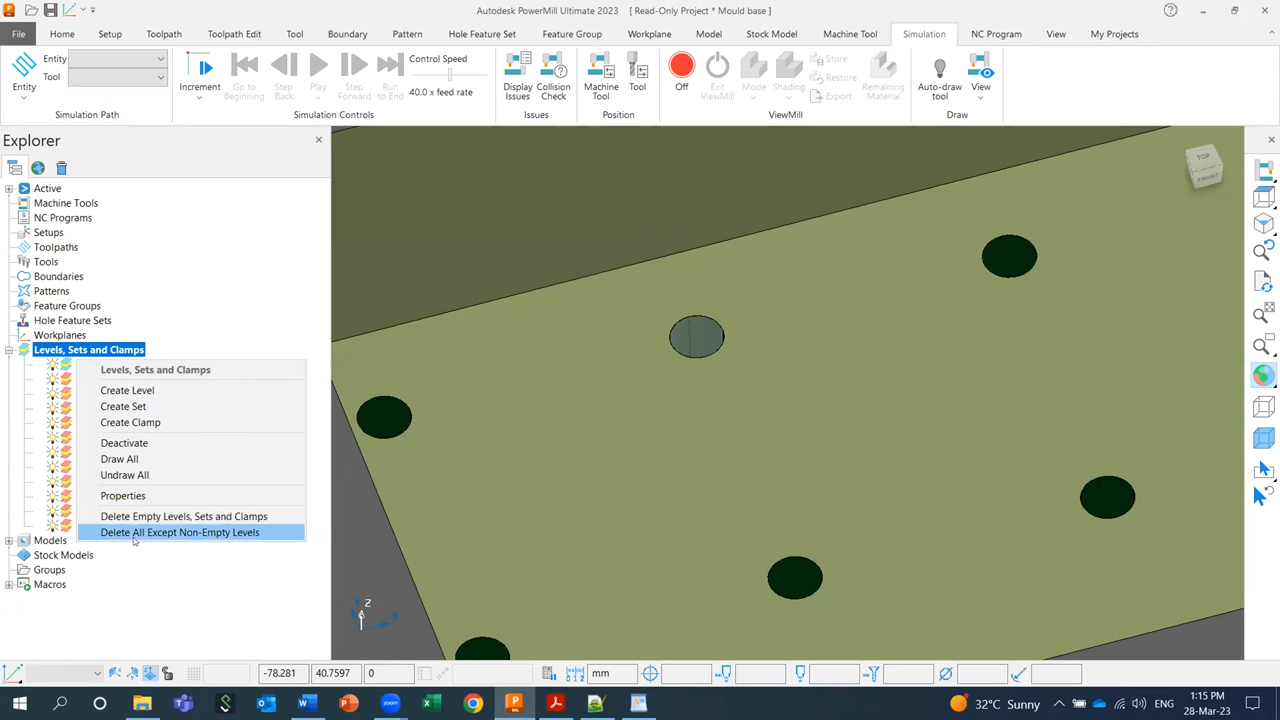 Autodesk PowerMill Ultimate 2023    [ Read-Only Project * Mould base ]
File Home Setup Toolpath Toolpath Edit Tool Boundary Pattern Hole Feature Set Feature Group Workplane Model Stock Model Machine Tool Simulation NC Program View My Projects
Entity
Tool
Entity
Simulation Path
Increment
Go to Beginning
Step Back
Play
Step Forward
Run to End
Control Speed
40.0 x feed rate
Simulation Controls
Display Issues
Collision Check
Issues
Machine Tool
Tool
Position
Off
Exit ViewMill
Mode
Shading
Store
Restore
Export
Remaining Material
ViewMill
Auto-draw tool
View
Draw
Explorer
Active
Machine Tools
NC Programs
Setups
Toolpaths
Tools
Boundaries
Patterns
Feature Groups
Hole Feature Sets
Workplanes
Levels, Sets and Clamps
Levels, Sets and Clamps
Create Level
Create Set
Create Clamp
Deactivate
Draw All
Undraw All
Properties
Delete Empty Levels, Sets and Clamps
Delete All Except Non-Empty Levels
Models
Stock Models
Groups
Macros
TOP
FRONT
Z
X
-78.281 40.7597 0 mm
32°C Sunny
ENG
1:15 PM
28-Mar-23